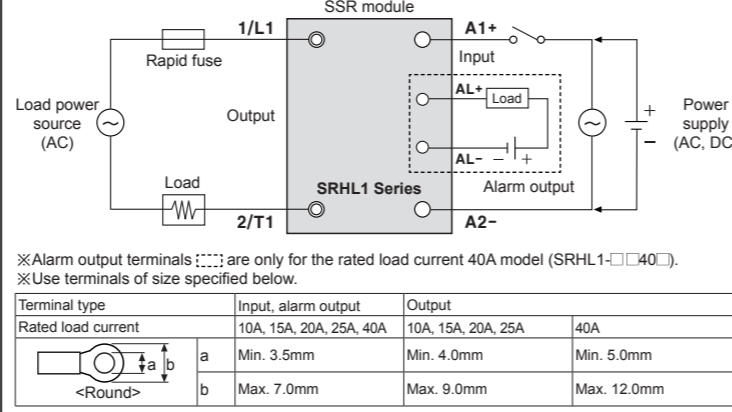 SSR module
1/L1
A1+
Rapid fuse
Input
AL+
Load
Load power
source
(AC)
Output
+
−
Power
supply
(AC, DC
AL−
− +
Load
SRHL1 Series
Alarm output
2/T1
A2−
※Alarm output terminals are only for the rated load current 40A model (SRHL1-□□40□).
※Use terminals of size specified below.
Terminal type Input, alarm output Output
Rated load current 10A, 15A, 20A, 25A, 40A 10A, 15A, 20A, 25A 40A
a b
<Round>
a Min. 3.5mm Min. 4.0mm Min. 5.0mm
b Max. 7.0mm Max. 9.0mm Max. 12.0mm